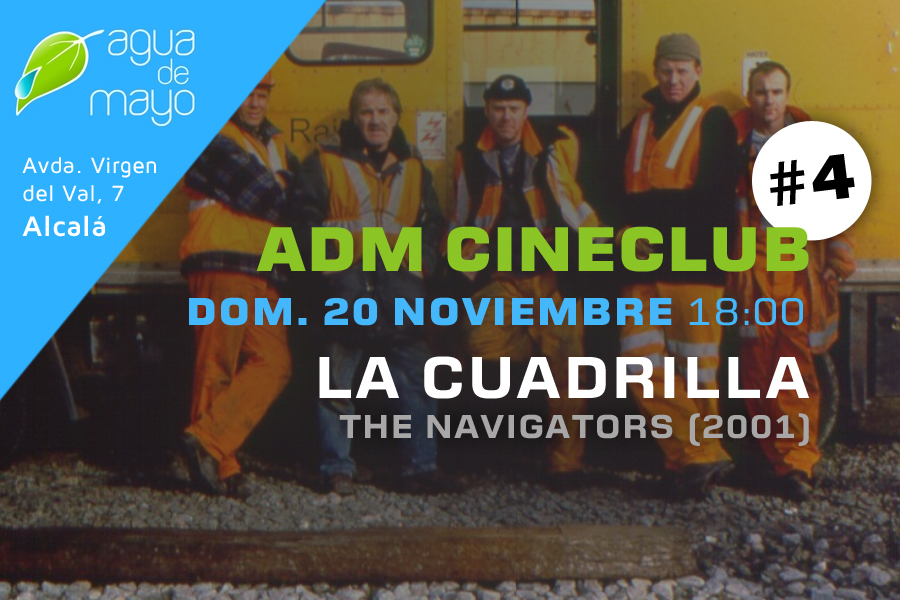 agua
de
mayo
Avda. Virgen
del Val, 7
Alcalá
Rai
#4
ADM CINECLUB
DOM. 20 NOVIEMBRE 18:00
LA CUADRILLA
THE NAVIGATORS (2001)